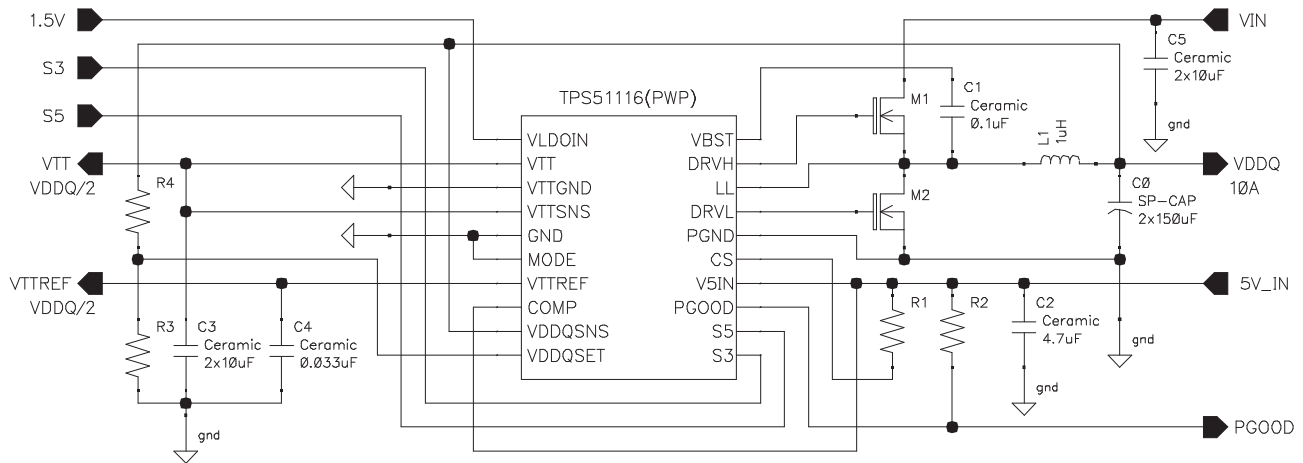 1.5V
S3
S5
VTT
VDDQ/2
VTTREF
VDDQ/2
R4
R3
C3
Ceramic
2x10uF
C4
Ceramic
0.033uF
gnd
TPS51116(PWP)
VLDOIN
VTT
VTTGND
VTTSNS
GND
MODE
VTTREF
COMP
VDDQSNS
VDDQSET
VBST
DRVH
LL
DRVL
PGND
CS
V5IN
PGOOD
S5
S3
M1
M2
C1
Ceramic
0.1uF
L1
1uH
R1
R2
C2
Ceramic
4.7uF
gnd
VIN
C5
Ceramic
2x10uF
gnd
VDDQ
10A
C0
SP-CAP
2x150uF
5V_IN
gnd
PGOOD